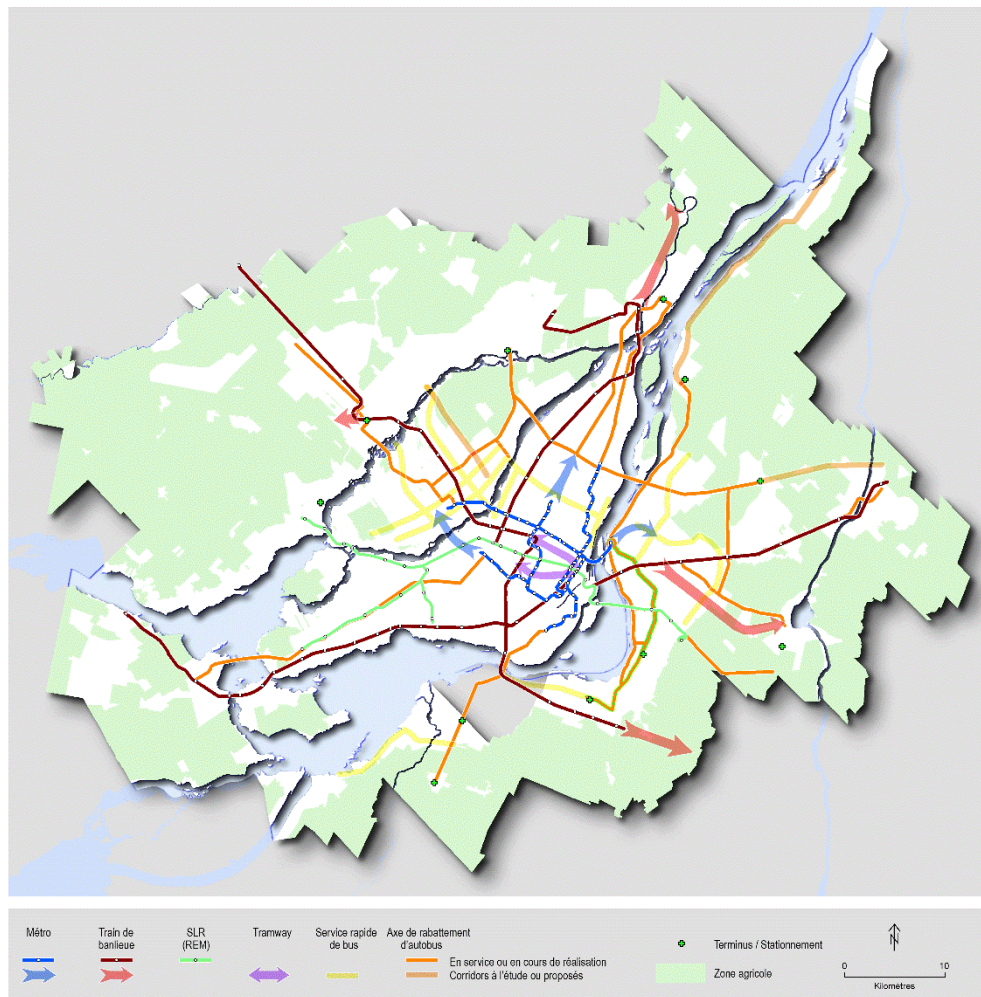 Métro
Train de
banlieue
SLR
(REM)
Tramway
Service rapide
de bus
Axe de rabattement
d'autobus
En service ou en cours de réalisation
Corridors à l'étude ou proposés
Terminus / Stationnement
Zone agricole
N
0 10
Kilomètres